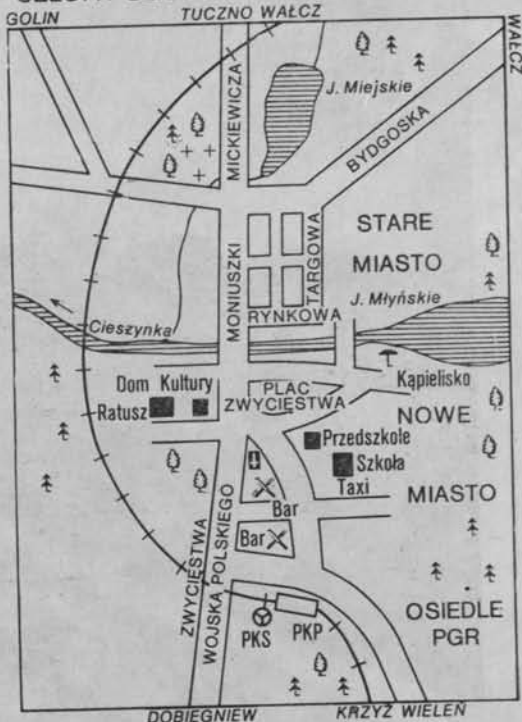 GOLIN
TUCZNO WAŁCZ
WAŁCZ
MICKIEWICZA
J. Miejskie
BYDGOSKA
STARE
MIASTO
MONIUSZKI
TARGOWA
RYNKOWA
J. Młyńskie
Cieszynka
Dom Kultury
Ratusz
PLAC
ZWYCIĘSTWA
Kąpielisko
NOWE
Przedszkole
Szkoła
Taxi
MIASTO
Bar
Bar
ZWYCIĘSTWA
WOJSKA POLSKIEGO
OSIEDLE
PGR
PKS
PKP
DOBIEGNIEW
KRZYŻ WIELEŃ